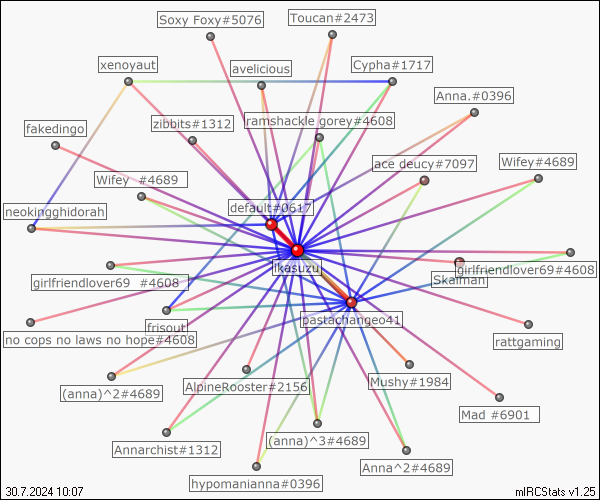 Soxy Foxy#5076
Toucan#2473
xenoyaut
avelicious
Cypha#1717
Anna.#0396
fakedingo
zibbits#1312
ramshackle gorey#4608
ace deucy#7097
Wifey#4689
Wifey  #4689
default#0617
neokingghidorah
ikasuzu
girlfriendlover69#4608
girlfriendlover69  #4608
Skalman
frisout
pastachangeo41
no cops no laws no hope#4608
rattgaming
(anna)^2#4689
AlpineRooster#2156
Mushy#1984
Mad #6901
Annarchist#1312
(anna)^3#4689
Anna^2#4689
hypomanianna#0396
30.7.2024 10:07
mIRCStats v1.25